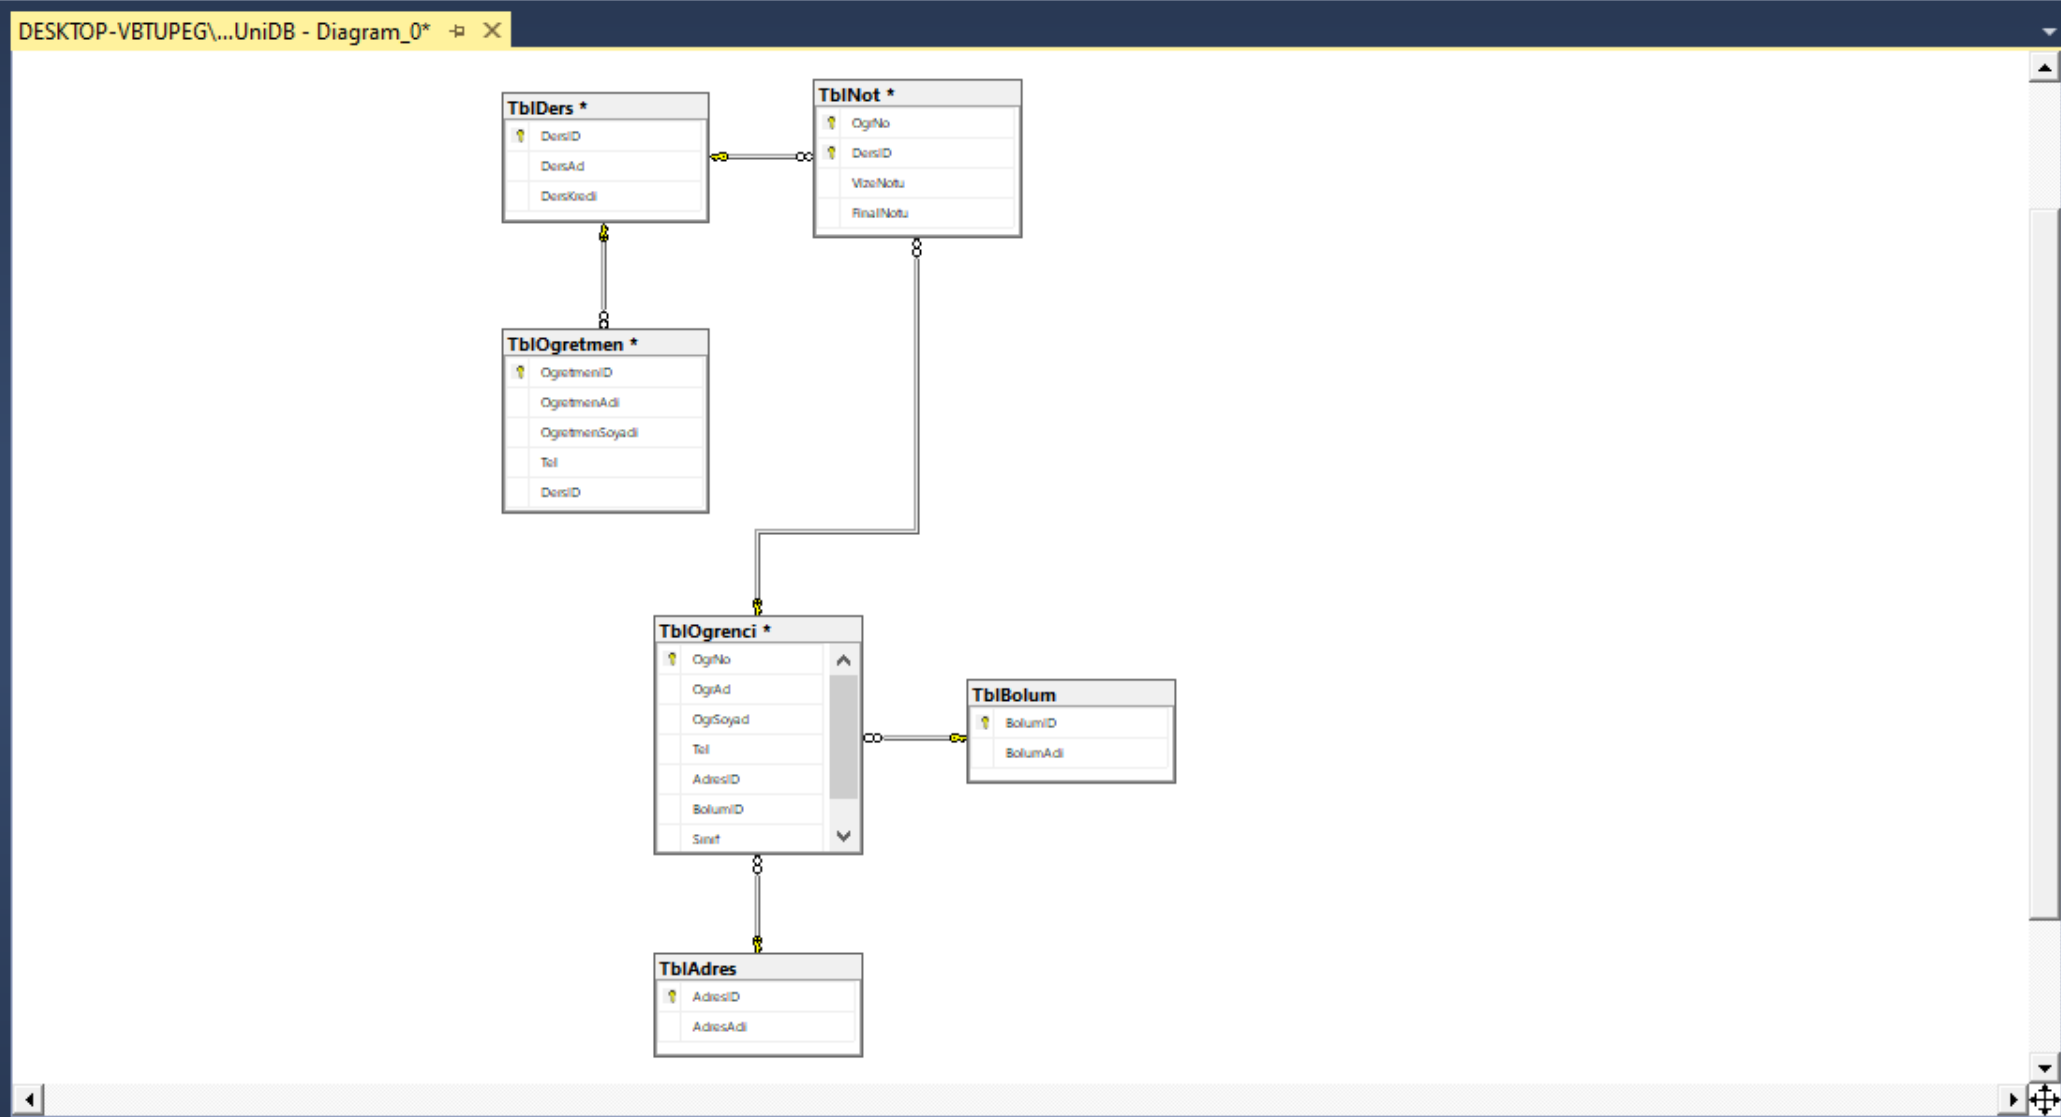 DESKTOP-VBTUPEG\...UniDB - Diagram_0*
TblDers *
DersID
DersAd
DersKredi
TblNot *
OgrNo
DersID
VizeNotu
FinalNotu
TblOgretmen *
OgretmenID
OgretmenAdi
OgretmenSoyadi
Tel
DersID
TblOgrenci *
OgrNo
OgrAd
OgrSoyad
Tel
AdresID
BolumID
Sınıf
TblBolum
BolumID
BolumAdi
TblAdres
AdresID
AdresAdi